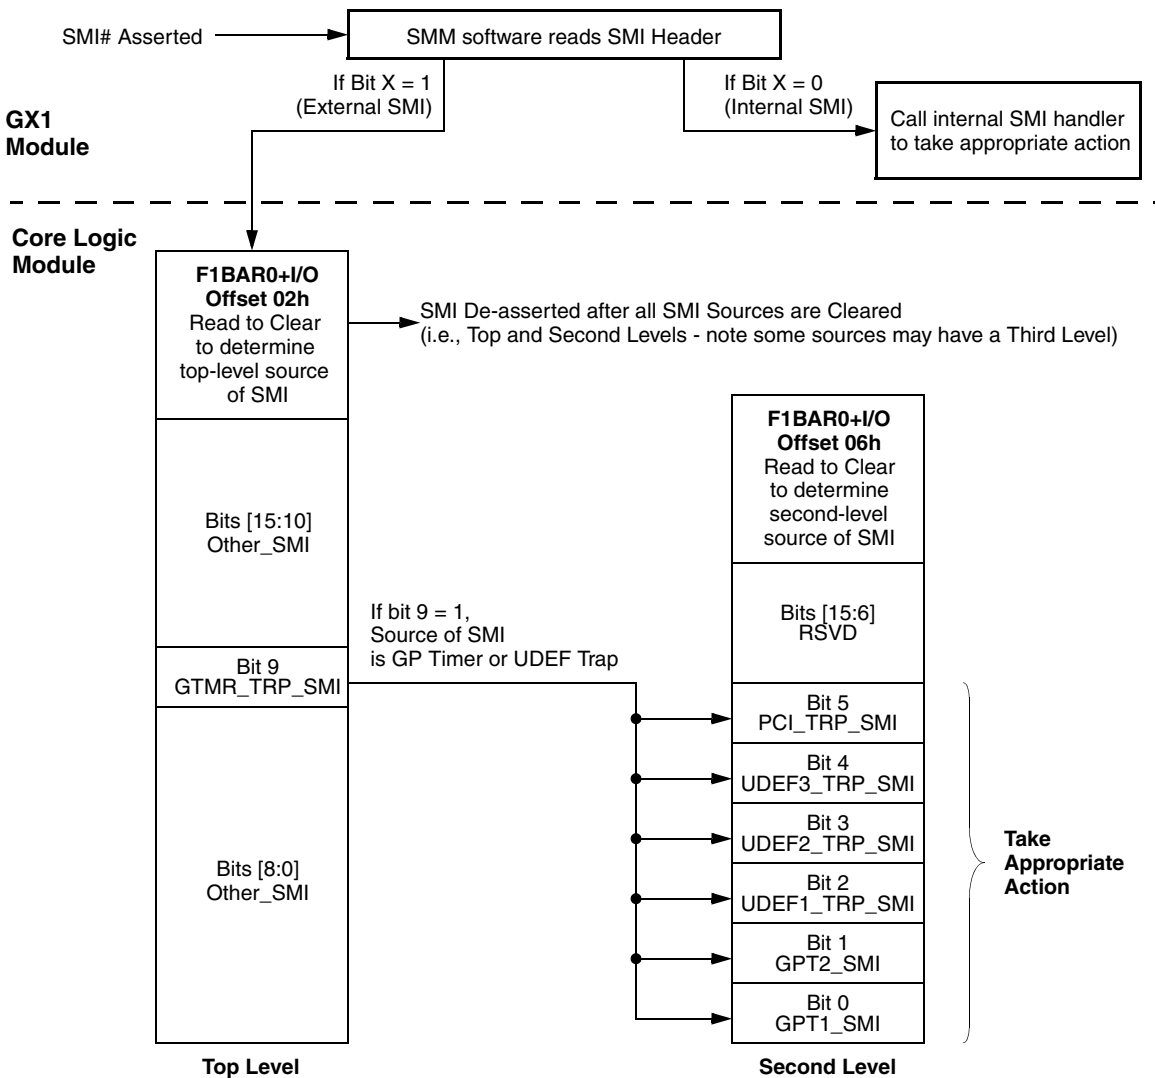 SMI# Asserted
SMM software reads SMI Header
If Bit X = 1
(External SMI)
If Bit X = 0
(Internal SMI)
Call internal SMI handler
to take appropriate action
GX1
Module
Core Logic
Module
F1BAR0+I/O
Offset 02h
Read to Clear
to determine
top-level source
of SMI
SMI De-asserted after all SMI Sources are Cleared
(i.e., Top and Second Levels - note some sources may have a Third Level)
Bits [15:10]
Other_SMI
If bit 9 = 1,
Source of SMI
is GP Timer or UDEF Trap
Bit 9
GTMR_TRP_SMI
Bits [8:0]
Other_SMI
Top Level
F1BAR0+I/O
Offset 06h
Read to Clear
to determine
second-level
source of SMI
Bits [15:6]
RSVD
Bit 5
PCI_TRP_SMI
Bit 4
UDEF3_TRP_SMI
Bit 3
UDEF2_TRP_SMI
Bit 2
UDEF1_TRP_SMI
Bit 1
GPT2_SMI
Bit 0
GPT1_SMI
Second Level
Take
Appropriate
Action